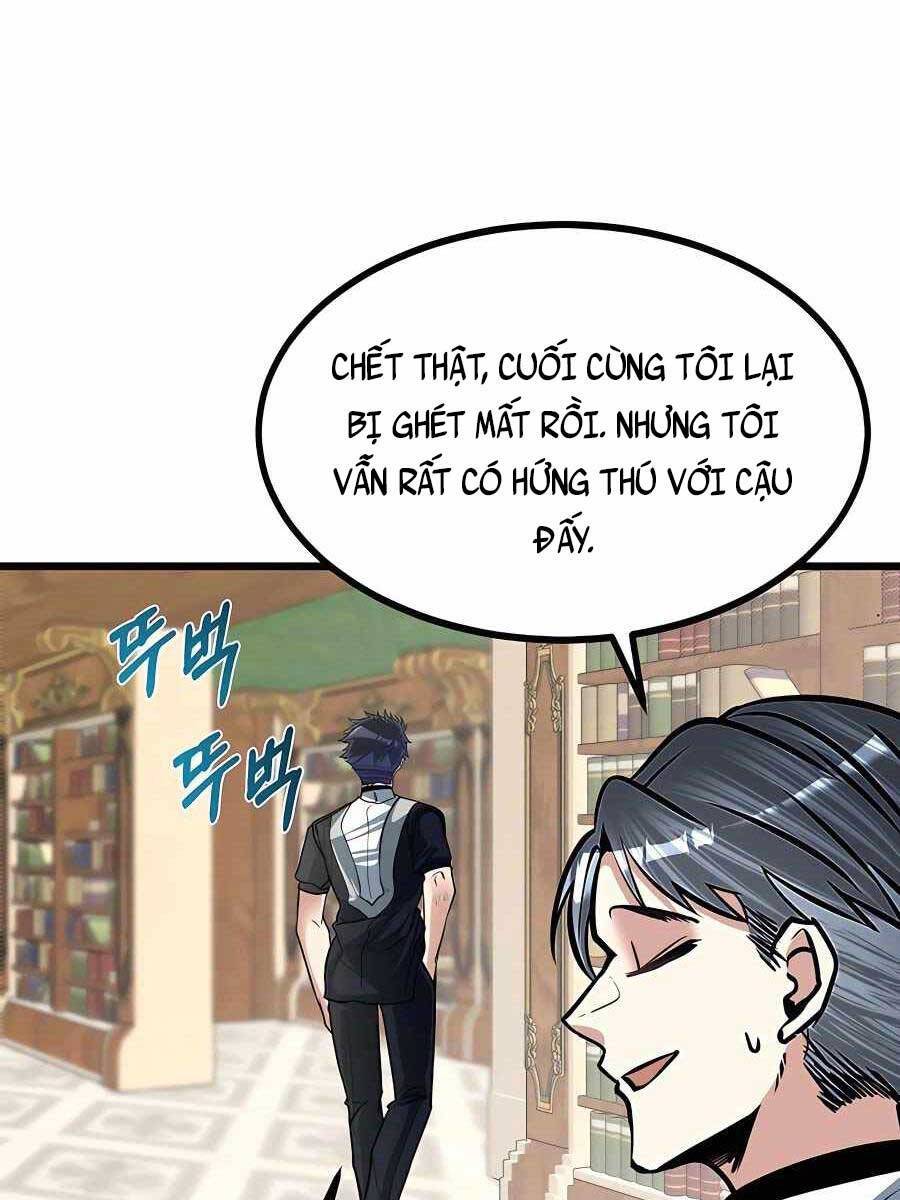 CHẾT THẬT, CUỐI CÙNG TÔI LẠI
BỊ GHÉT MẤT RỒI. NHƯNG TÔI
VẪN RẤT CÓ HỨNG THÚ VỚI CẬU
ĐẤY.
뚜벅
뚜벅